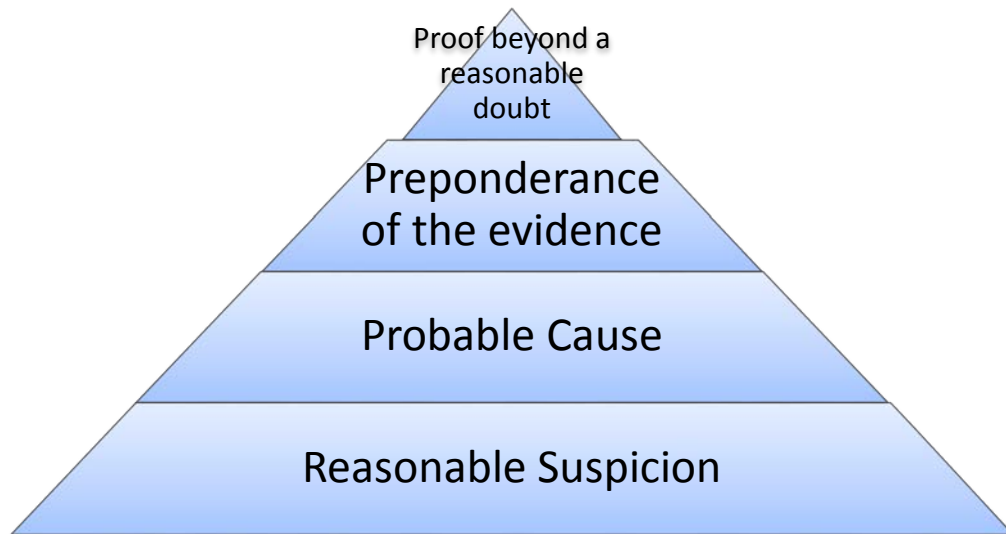 Proof beyond a
reasonable
doubt
Preponderance
of the evidence
Probable Cause
Reasonable Suspicion